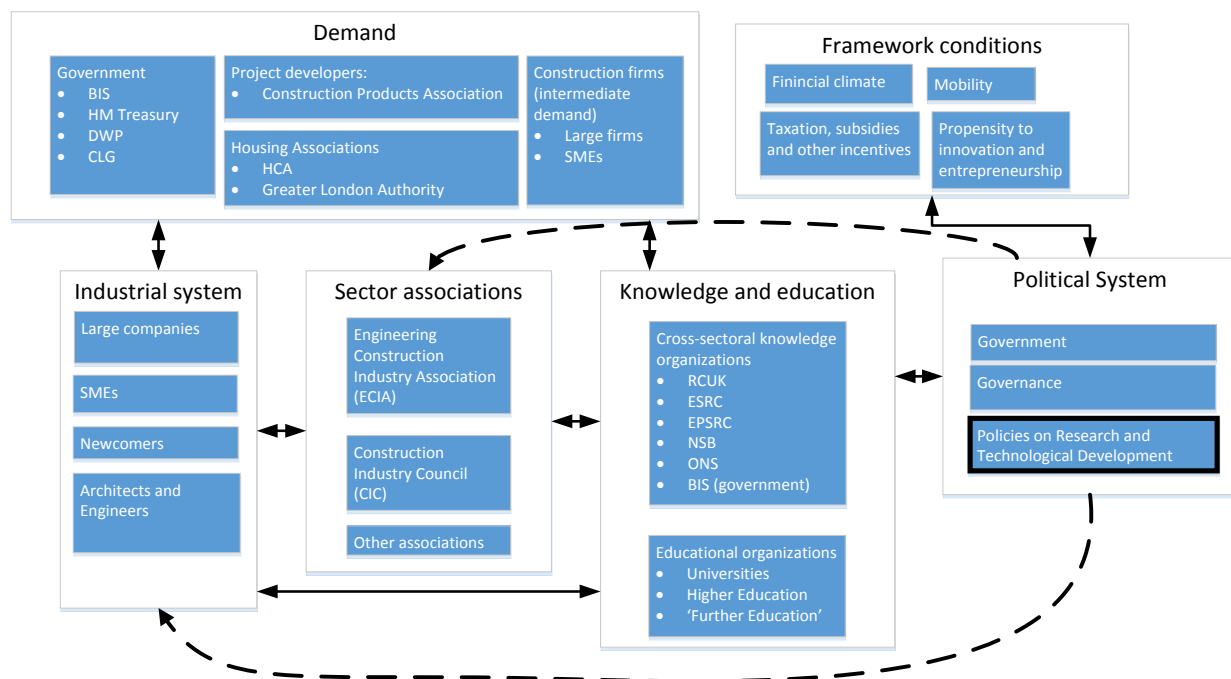 Demand
Government
• BIS
• HM Treasury
• DWP
• CLG
Project developers:
• Construction Products Association
Housing Associations
• HCA
• Greater London Authority
Construction firms
(intermediate
demand)
• Large firms
• SMEs
Framework conditions
Finincial climate
Mobility
Taxation, subsidies
and other incentives
Propensity to
innovation and
entrepreneurship
Industrial system
Large companies
SMEs
Newcomers
Architects and
Engineers
Sector associations
Engineering
Construction
Industry Association
(ECIA)
Construction
Industry Council
(CIC)
Other associations
Knowledge and education
Cross-sectoral knowledge
organizations
• RCUK
• ESRC
• EPSRC
• NSB
• ONS
• BIS (government)
Educational organizations
• Universities
• Higher Education
• ‘Further Education’
Political System
Government
Governance
Policies on Research and
Technological Development